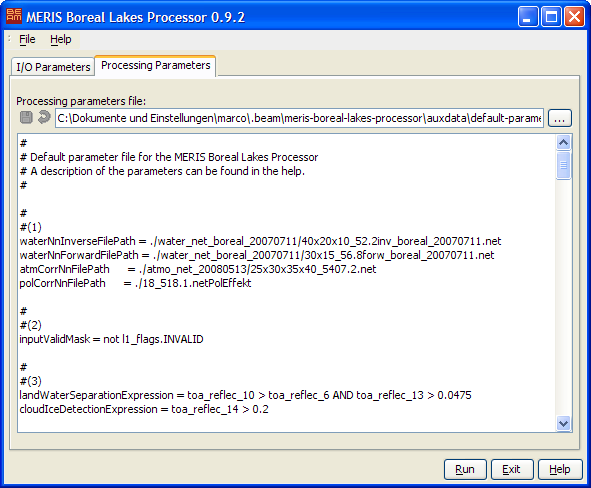 BEAM MERIS Boreal Lakes Processor 0.9.2
File Help
I/O Parameters Processing Parameters
Processing parameters file:
C:\Dokumente und Einstellungen\marco\.beam\meris-boreal-lakes-processor\auxdata\default-parame ...
#
# Default parameter file for the MERIS Boreal Lakes Processor
# A description of the parameters can be found in the help.
#
#
#(1)
waterNnInverseFilePath = ./water_net_boreal_20070711/40x20x10_52.2inv_boreal_20070711.net
waterNnForwardFilePath = ./water_net_boreal_20070711/30x15_56.8forw_boreal_20070711.net
atmCorrNnFilePath = ./atmo_net_20080513/25x30x35x40_5407.2.net
polCorrNnFilePath = ./18_518.1.netPolEffekt
#
#(2)
inputValidMask = not l1_flags.INVALID
#
#(3)
landWaterSeparationExpression = toa_reflec_10 > toa_reflec_6 AND toa_reflec_13 > 0.0475
cloudIceDetectionExpression = toa_reflec_14 > 0.2
Run Exit Help